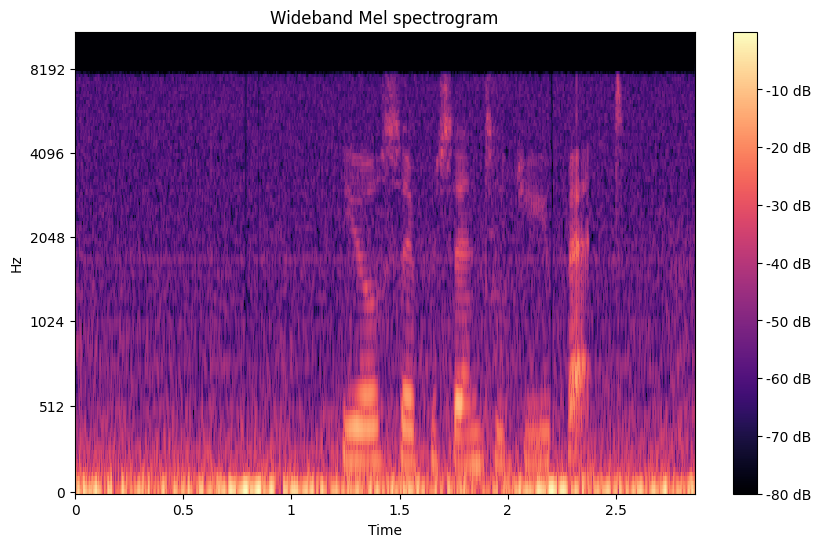 Wideband Mel spectrogram
Hz
8192
4096
2048
1024
512
0
0 0.5 1 1.5 2 2.5
Time
-10 dB
-20 dB
-30 dB
-40 dB
-50 dB
-60 dB
-70 dB
-80 dB